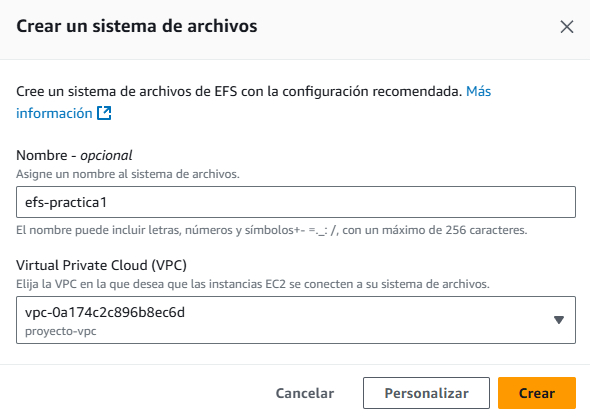 Crear un sistema de archivos
Cree un sistema de archivos de EFS con la configuración recomendada. Más
información
Nombre - opcional
Asigne un nombre al sistema de archivos.
efs-practica1
El nombre puede incluir letras, números y símbolos+- =._: /, con un máximo de 256 caracteres.
Virtual Private Cloud (VPC)
Elija la VPC en la que desea que las instancias EC2 se conecten a su sistema de archivos.
vpc-0a174c2c896b8ec6d
proyecto-vpc
Cancelar Personalizar Crear